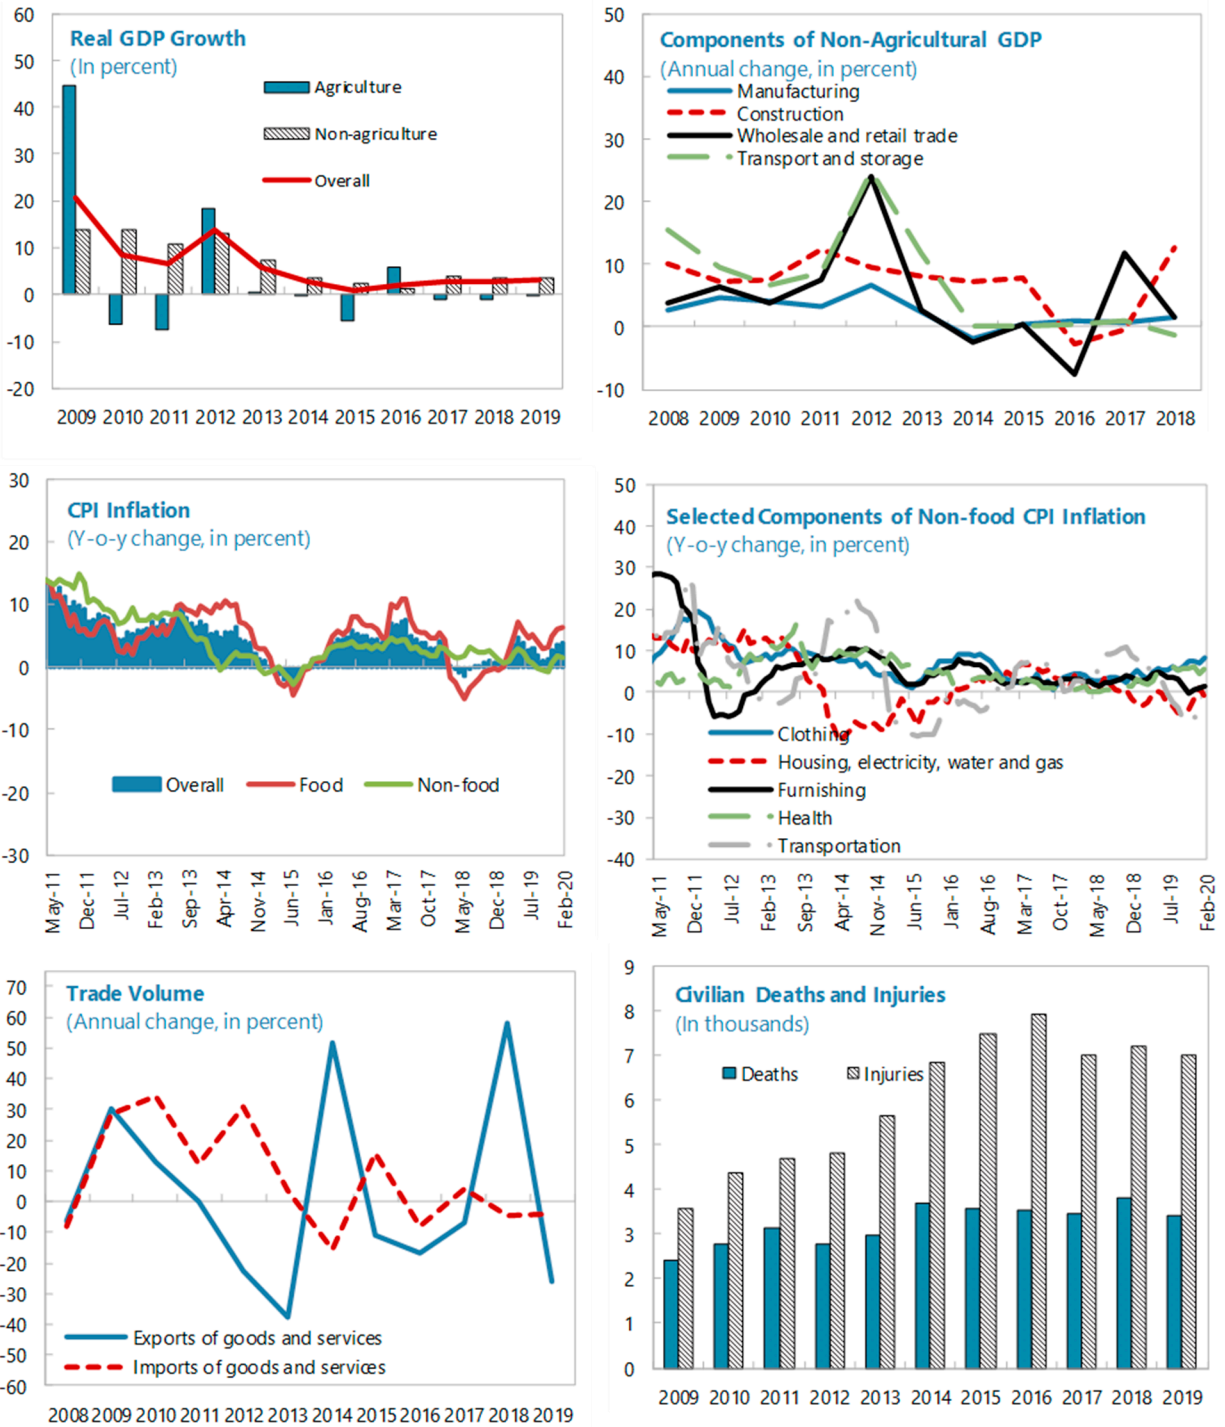 Real GDP Growth
(In percent)
Agriculture
Non-agriculture
Overall
60
50
40
30
20
10
0
-10
-20
2009 2010 2011 2012 2013 2014 2015 2016 2017 2018 2019
Components of Non-Agricultural GDP
(Annual change, in percent)
Manufacturing
Construction
Wholesale and retail trade
Transport and storage
50
40
30
20
10
0
-10
2008 2009 2010 2011 2012 2013 2014 2015 2016 2017 2018
CPI Inflation
(Y-o-y change, in percent)
30
20
10
0
-10
-20
-30
Overall Food Non-food
May-11 Dec-11 Jul-12 Feb-13 Sep-13 Apr-14 Nov-14 Jun-15 Jan-16 Aug-16 Mar-17 Oct-17 May-18 Dec-18 Jul-19 Feb-20
Selected Components of Non-food CPI Inflation
(Y-o-y change, in percent)
50
40
30
20
10
0
-10
-20
-30
-40
Clothing
Housing, electricity, water and gas
Furnishing
Health
Transportation
May-11 Dec-11 Jul-12 Feb-13 Sep-13 Apr-14 Nov-14 Jun-15 Jan-16 Aug-16 Mar-17 Oct-17 May-18 Dec-18 Jul-19 Feb-20
Trade Volume
(Annual change, in percent)
70
60
50
40
30
20
10
0
-10
-20
-30
-40
-50
-60
Exports of goods and services
Imports of goods and services
2008 2009 2010 2011 2012 2013 2014 2015 2016 2017 2018 2019
Civilian Deaths and Injuries
(In thousands)
Deaths Injuries
9
8
7
6
5
4
3
2
1
0
2009 2010 2011 2012 2013 2014 2015 2016 2017 2018 2019